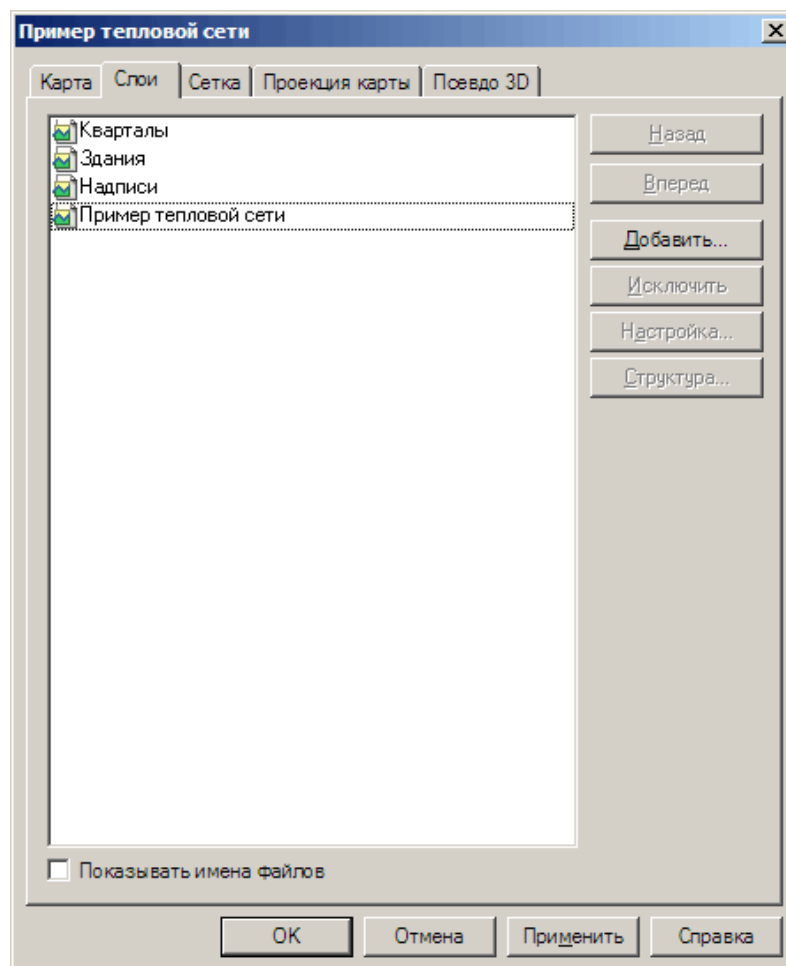 Пример тепловой сети
Карта Слои Сетка Проекция карты Псевдо 3D
Кварталы
Здания
Надписи
Пример тепловой сети
Назад
Вперед
Добавить...
Исключить
Настройка...
Структура...
Показывать имена файлов
OK Отмена Применить Справка